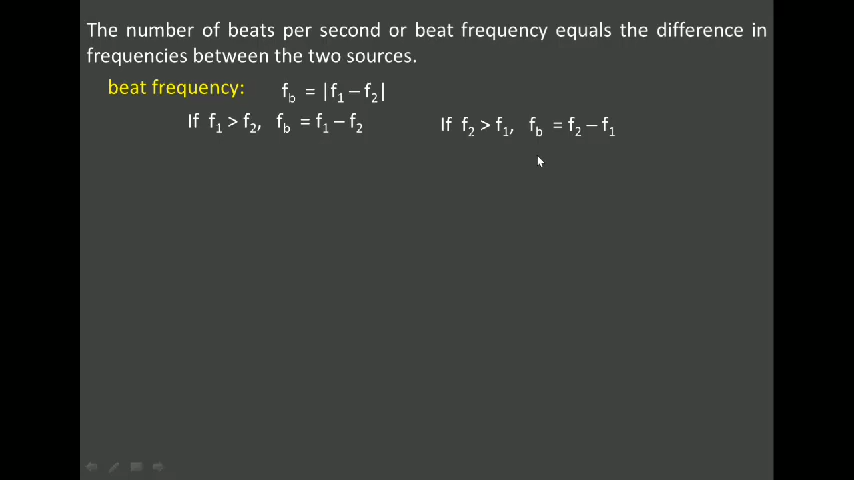 The number of beats per second or beat frequency equals the difference in
frequencies between the two sources.
beat frequency: f_b = |f_1 − f_2|
If f_1 > f_2, f_b = f_1 − f_2 If f_2 > f_1, f_b = f_2 − f_1